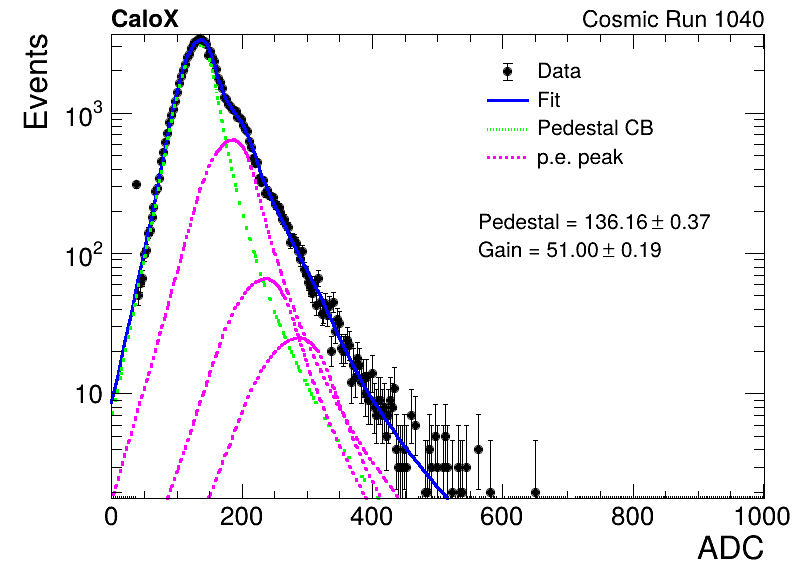 CaloX Cosmic Run 1040
Events
Data
Fit
Pedestal CB
p.e. peak
Pedestal = 136.16 ± 0.37
Gain = 51.00 ± 0.19
10³
10²
10
0 200 400 600 800 1000
ADC